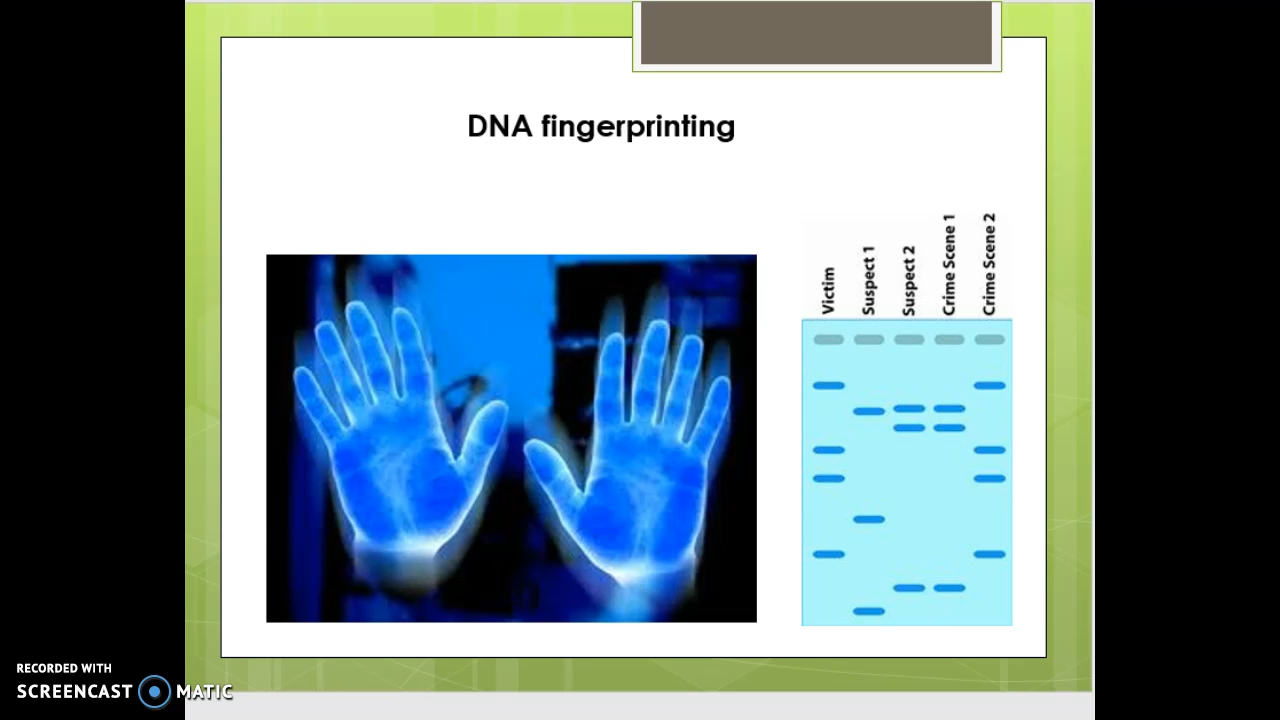 DNA fingerprinting
Victim
Suspect 1
Suspect 2
Crime Scene 1
Crime Scene 2
RECORDED WITH
SCREENCAST MATIC